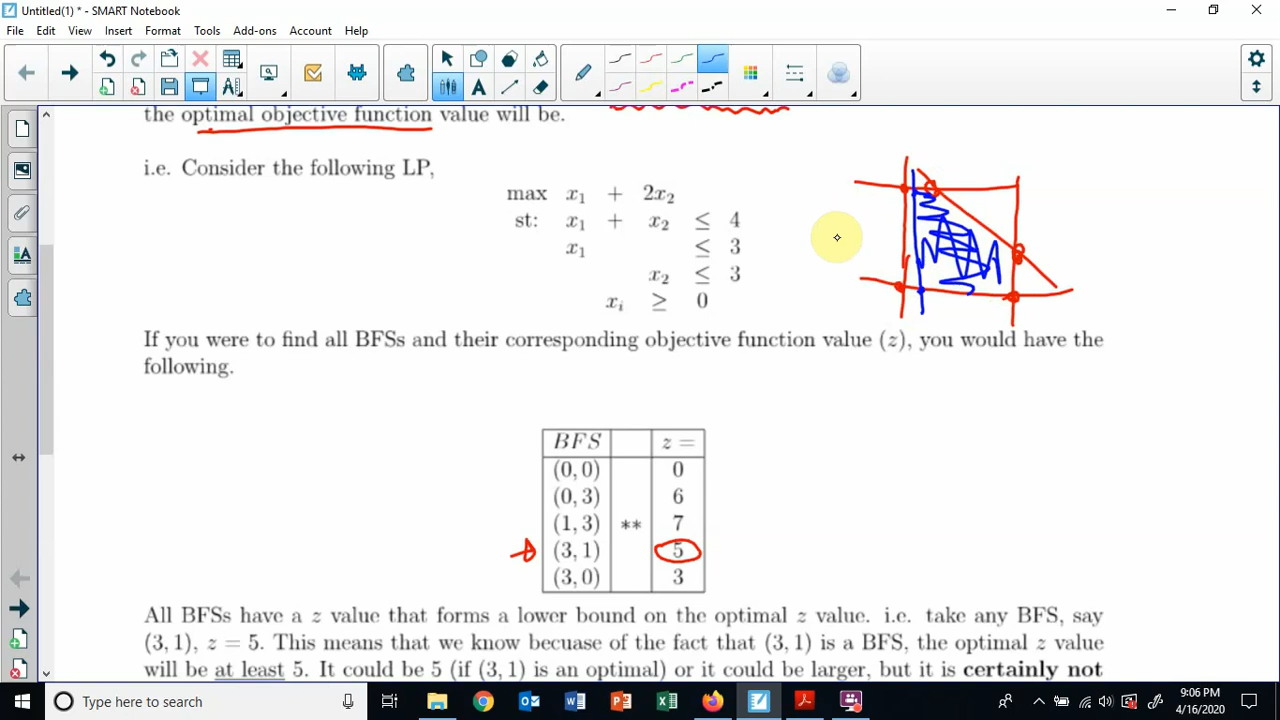 Untitled(1) * - SMART Notebook
File Edit View Insert Format Tools Add-ons Account Help
the optimal objective function value will be.
i.e. Consider the following LP,
max x₁ + 2x₂
st: x₁ + x₂ ≤ 4
x₁ ≤ 3
x₂ ≤ 3
xᵢ ≥ 0
If you were to find all BFSs and their corresponding objective function value (z), you would have the
following.
BFS z =
(0, 0) 0
(0, 3) 6
(1, 3) ** 7
(3, 1) 5
(3, 0) 3
All BFSs have a z value that forms a lower bound on the optimal z value. i.e. take any BFS, say
(3, 1), z = 5. This means that we know becuase of the fact that (3, 1) is a BFS, the optimal z value
will be at least 5. It could be 5 (if (3, 1) is an optimal) or it could be larger, but it is certainly not
Type here to search
9:06 PM
4/16/2020